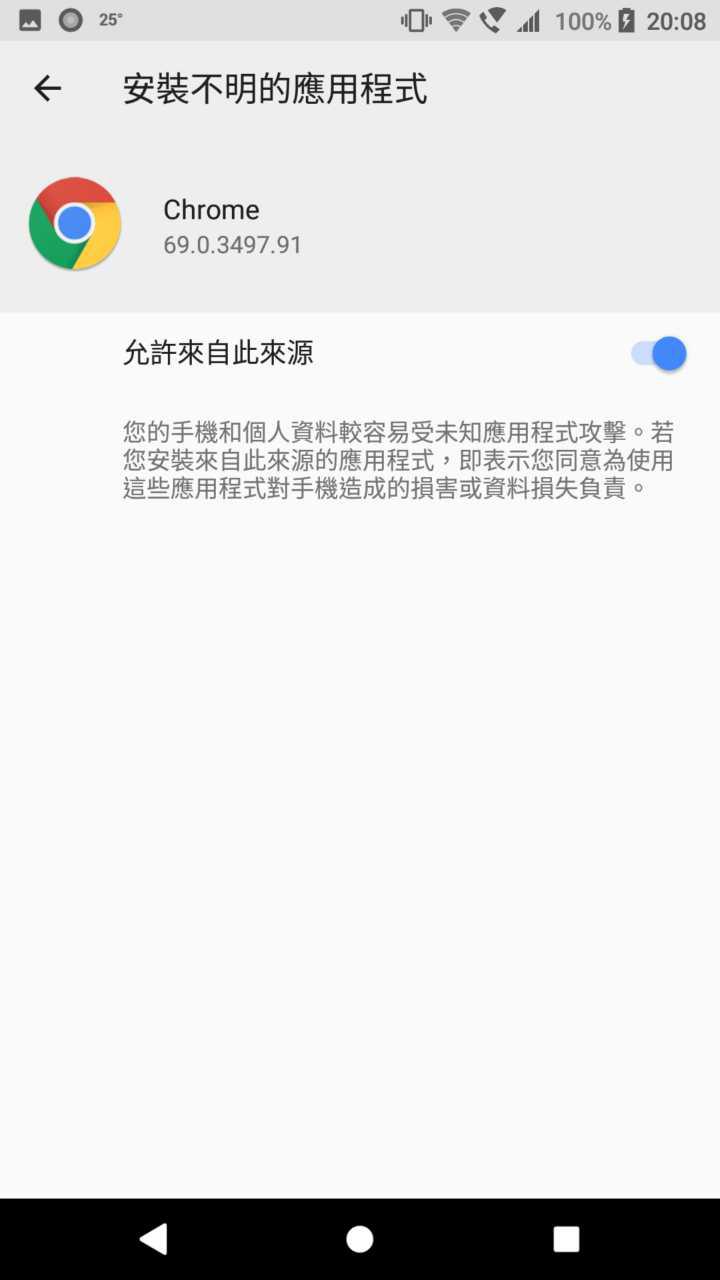 25°
100%
20:08
安裝不明的應用程式
Chrome
69.0.3497.91
允許來自此來源
您的手機和個人資料較容易受未知應用程式攻擊。若
您安裝來自此來源的應用程式，即表示您同意為使用
這些應用程式對手機造成的損害或資料損失負責。